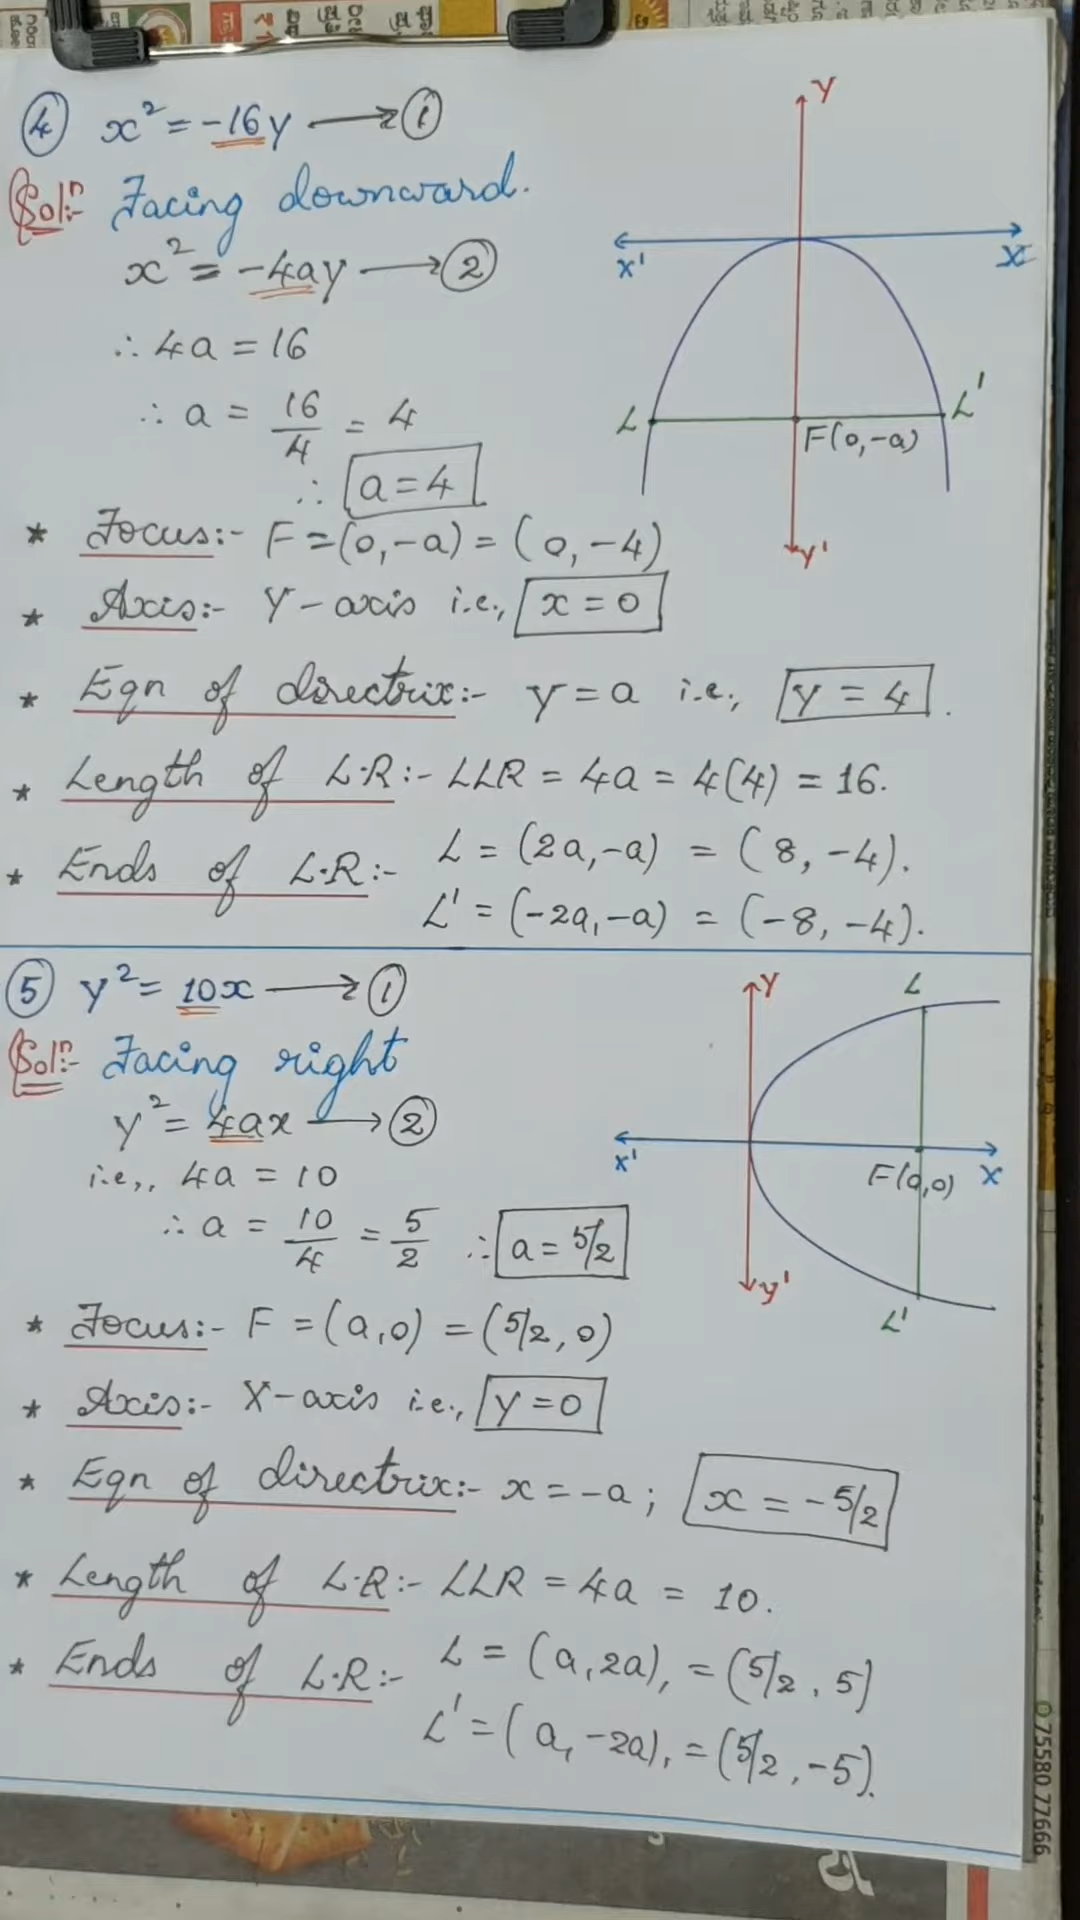 ④ x² = -16y ⟶ ①
Y
Solⁿ:- Facing downward.
x² = -4ay ⟶ ②
X'
X
∴ 4a = 16
∴ a = 16/4 = 4
L
L'
F(0,-a)
∴ a = 4
* Focus:- F = (0,-a) = (0, -4)
Y'
* Axis:- Y-axis i.e., x = 0
* Eqn of directrix:- y = a i.e., y = 4.
* Length of L.R:- LLR = 4a = 4(4) = 16.
* Ends of L.R:- L = (2a,-a) = (8, -4).
L' = (-2a,-a) = (-8, -4).
⑤ y² = 10x ⟶ ①
Y
L
Solⁿ:- Facing right
y² = 4ax ⟶ ②
X'
X
i.e,, 4a = 10
F(a,0)
∴ a = 10/4 = 5/2 ∴ a = 5/2
Y'
L'
* Focus:- F = (a,0) = (5/2, 0)
* Axis:- X-axis i.e., y = 0
* Eqn of directrix:- x = -a; x = -5/2
* Length of L.R:- LLR = 4a = 10.
* Ends of L.R:- L = (a, 2a), = (5/2, 5)
L' = (a, -2a), = (5/2, -5).
75580 77666